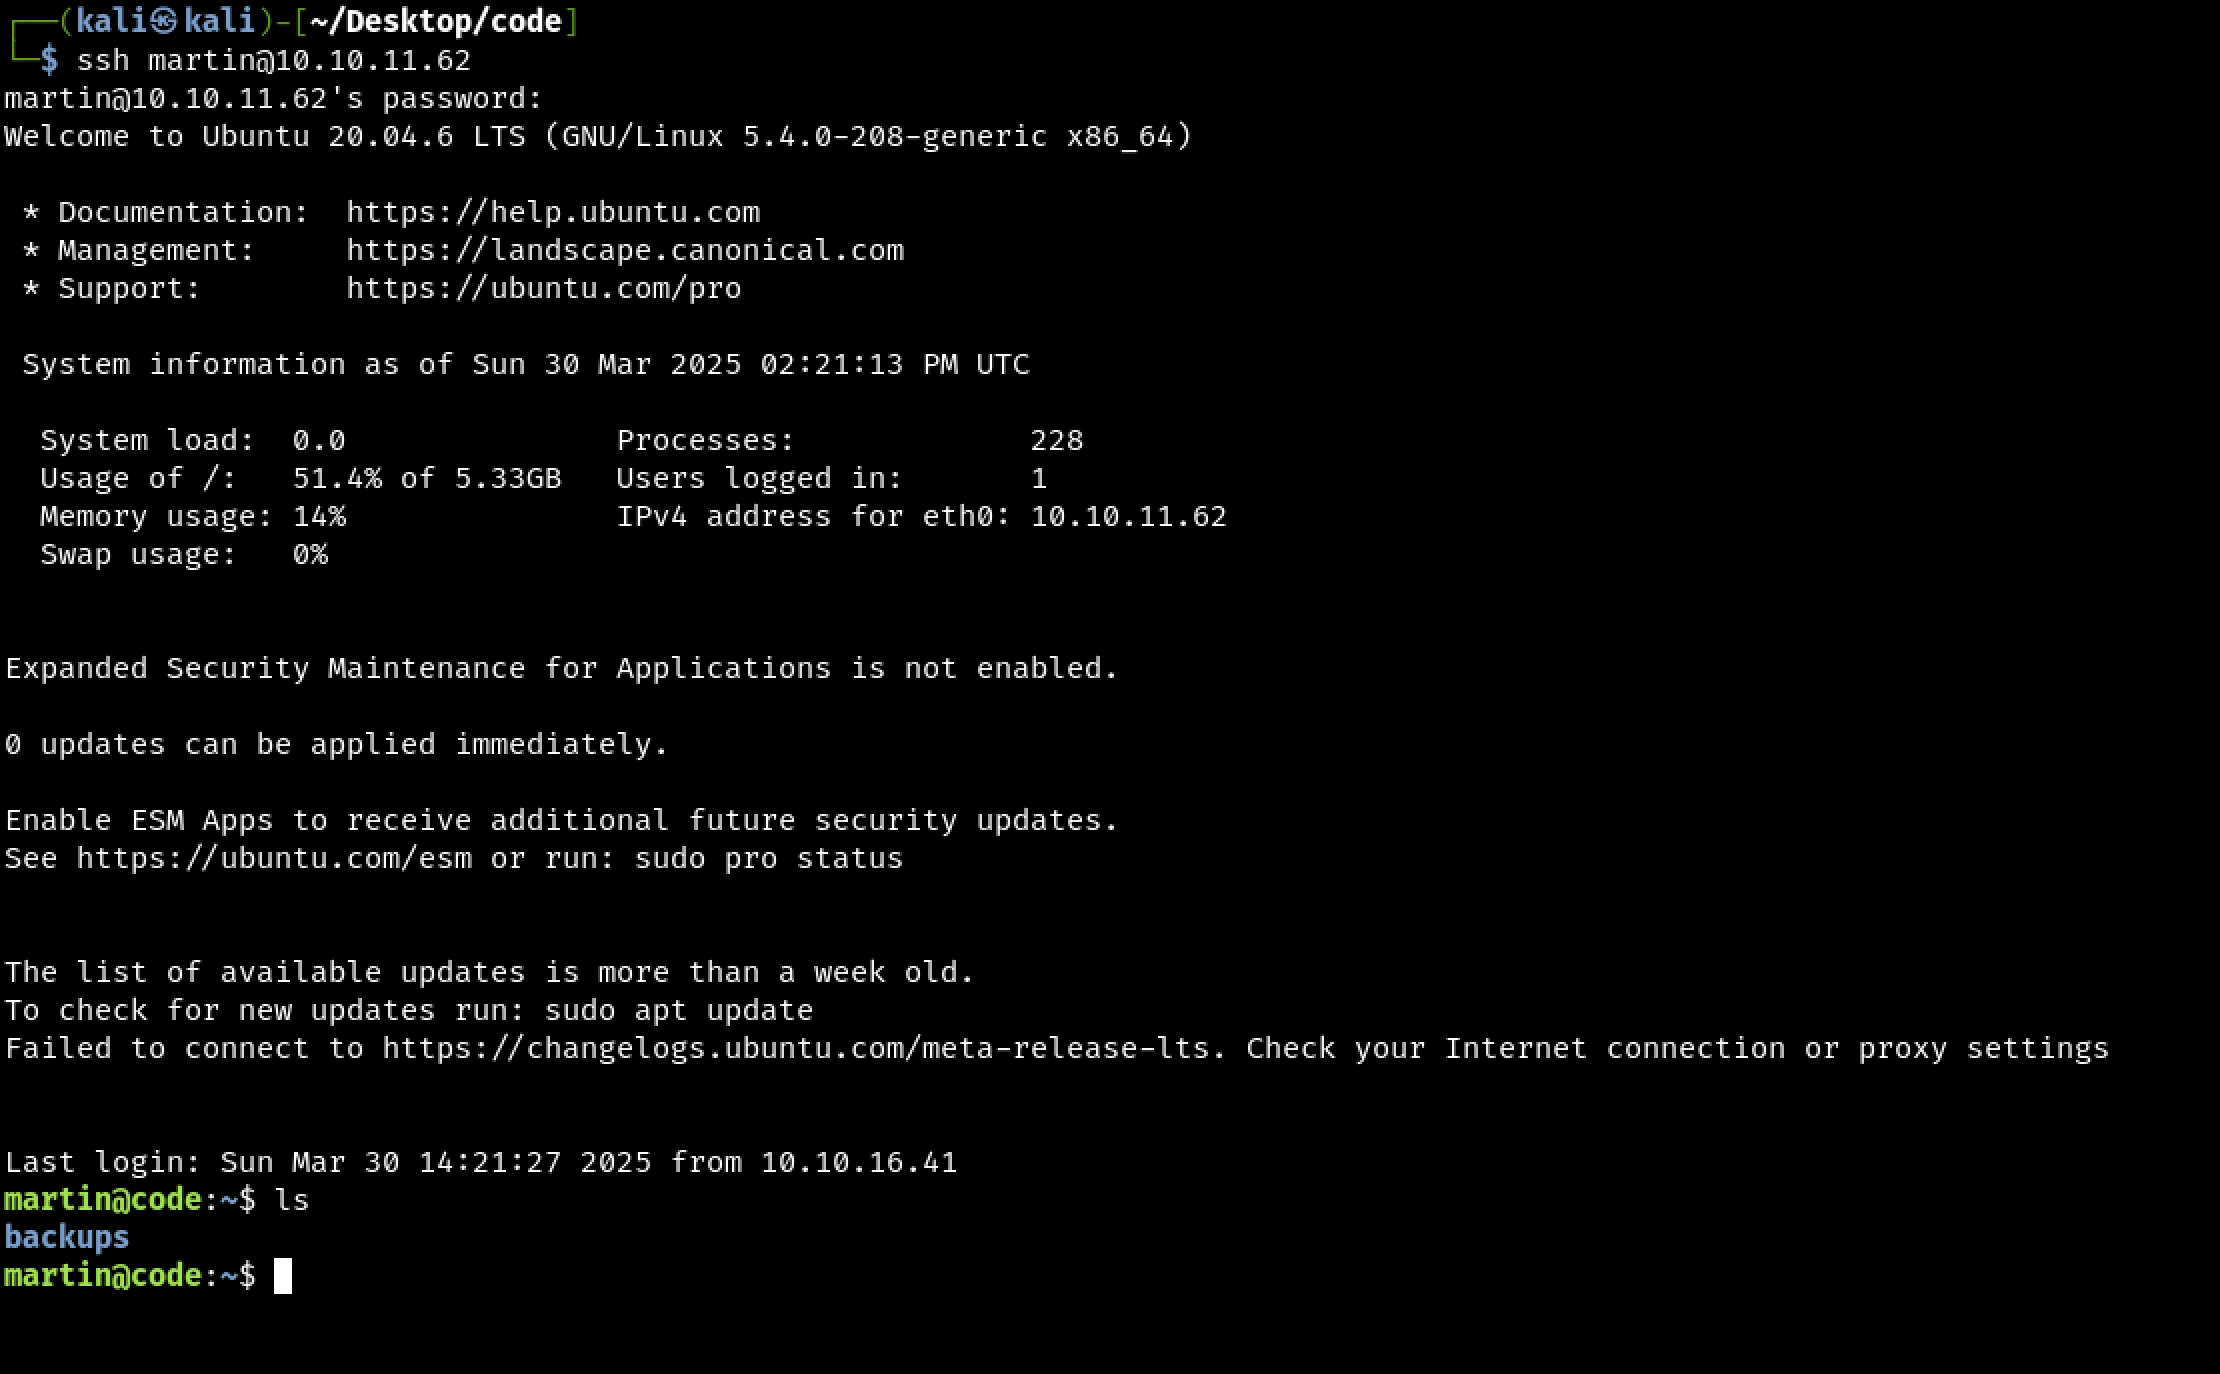 ┌──(kali㉿kali)-[~/Desktop/code]
└─$ ssh martin@10.10.11.62
martin@10.10.11.62's password:
Welcome to Ubuntu 20.04.6 LTS (GNU/Linux 5.4.0-208-generic x86_64)
* Documentation:  https://help.ubuntu.com
* Management:     https://landscape.canonical.com
* Support:        https://ubuntu.com/pro
System information as of Sun 30 Mar 2025 02:21:13 PM UTC
System load:  0.0               Processes:             228
Usage of /:   51.4% of 5.33GB   Users logged in:       1
Memory usage: 14%               IPv4 address for eth0: 10.10.11.62
Swap usage:   0%
Expanded Security Maintenance for Applications is not enabled.
0 updates can be applied immediately.
Enable ESM Apps to receive additional future security updates.
See https://ubuntu.com/esm or run: sudo pro status
The list of available updates is more than a week old.
To check for new updates run: sudo apt update
Failed to connect to https://changelogs.ubuntu.com/meta-release-lts. Check your Internet connection or proxy settings
Last login: Sun Mar 30 14:21:27 2025 from 10.10.16.41
martin@code:~$ ls
backups
martin@code:~$